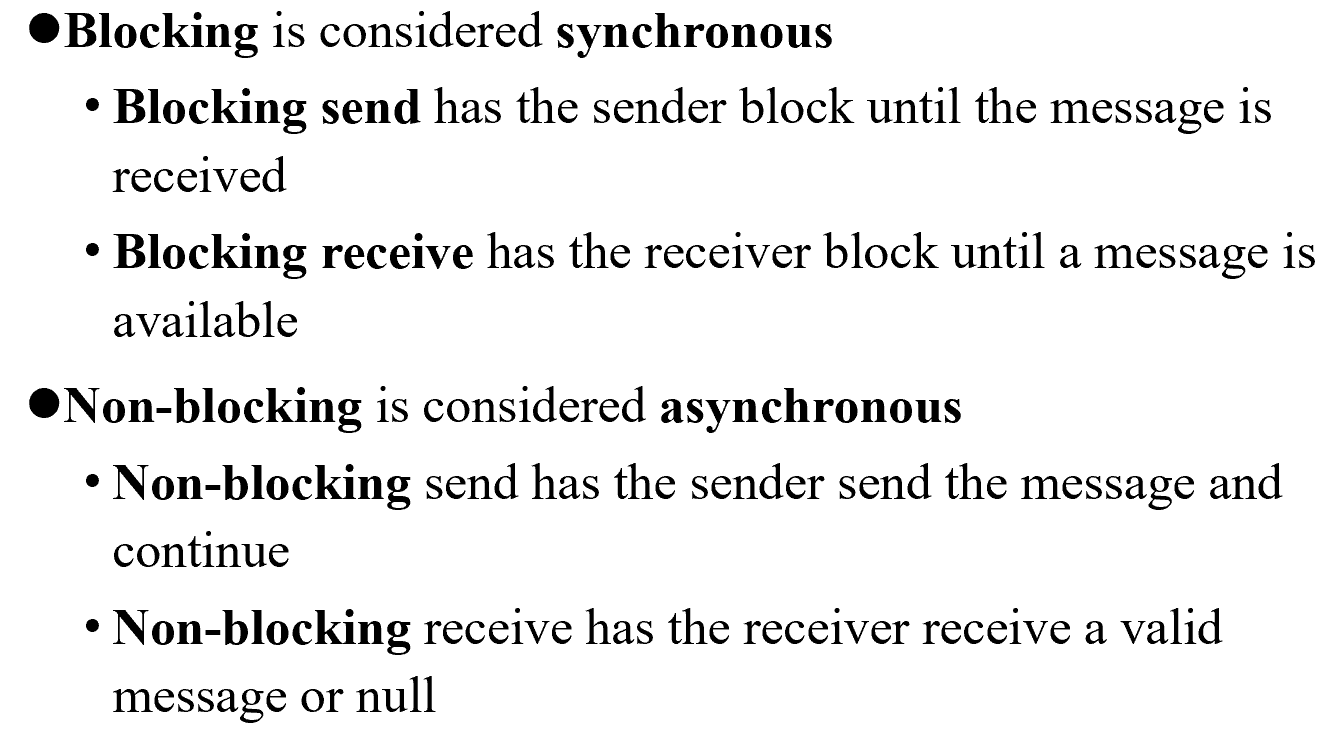 ●Blocking is considered synchronous
• Blocking send has the sender block until the message is
received
• Blocking receive has the receiver block until a message is
available
●Non-blocking is considered asynchronous
• Non-blocking send has the sender send the message and
continue
• Non-blocking receive has the receiver receive a valid
message or null